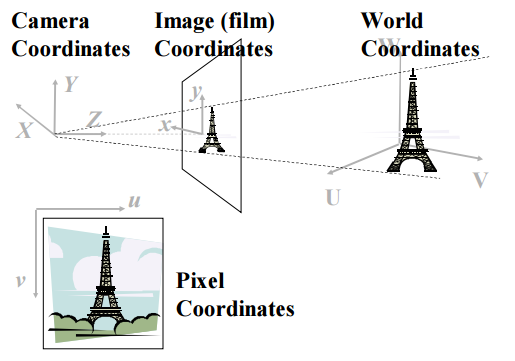 Camera
Coordinates
Image (film)
Coordinates
World
Coordinates
W
Y
Z
X
y
x
U
V
u
v
Pixel
Coordinates